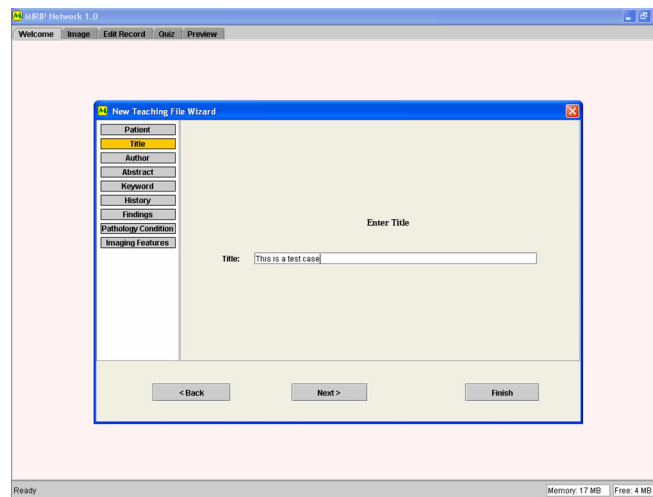 MIRIP Network 1.0
Welcome Image Edit Record Quiz Preview
New Teaching File Wizard
Patient
Title
Author
Abstract
Keyword
History
Findings
Pathology Condition
Imaging Features
Enter Title
Title: This is a test case
< Back Next > Finish
Ready Memory: 17 MB Free: 4 MB